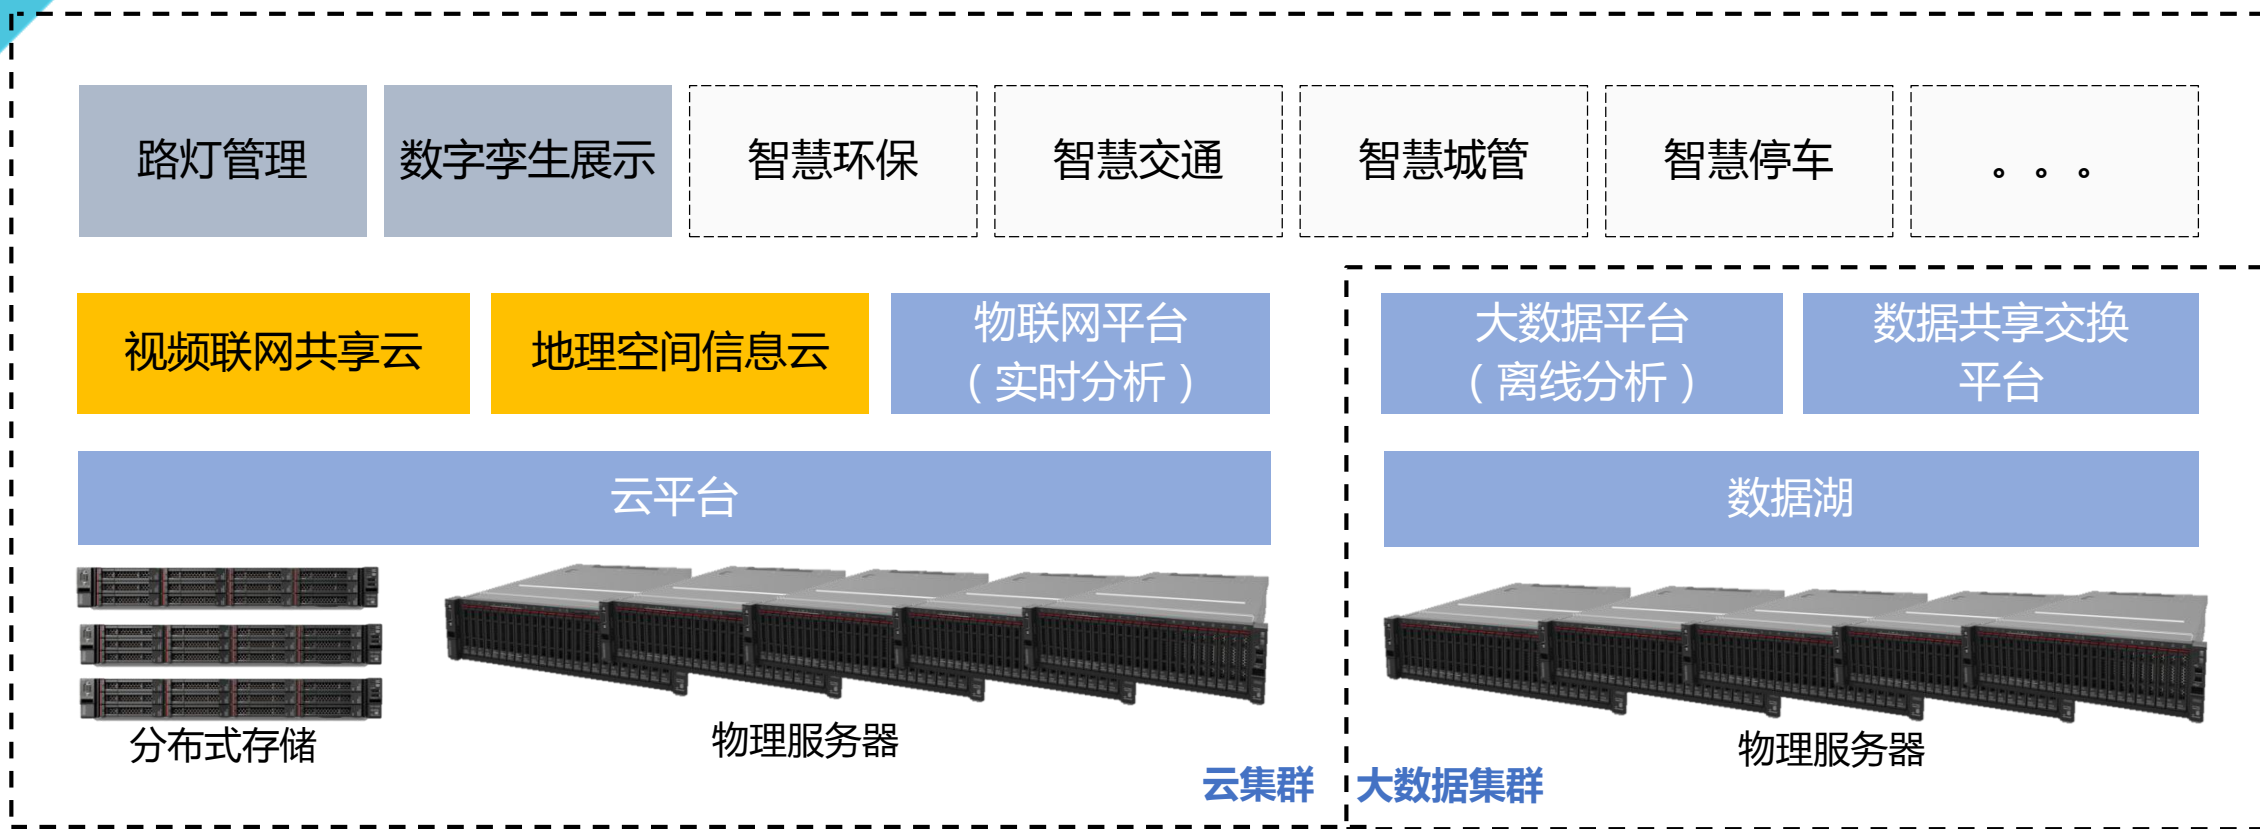 路灯管理
数字孪生展示
智慧环保
智慧交通
智慧城管
智慧停车
。。。
视频联网共享云
地理空间信息云
物联网平台
（实时分析）
大数据平台
（离线分析）
数据共享交换
平台
云平台
数据湖
分布式存储
物理服务器
物理服务器
云集群
大数据集群